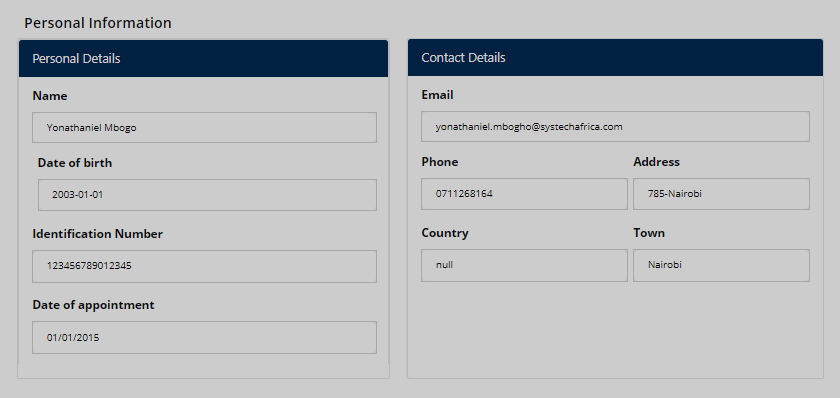 Personal Information
Personal Details
Name
Yonathaniel Mbogo
Date of birth
2003-01-01
Identification Number
123456789012345
Date of appointment
01/01/2015
Contact Details
Email
yonathaniel.mbogho@systechafrica.com
Phone
0711268164
Address
785-Nairobi
Country
null
Town
Nairobi